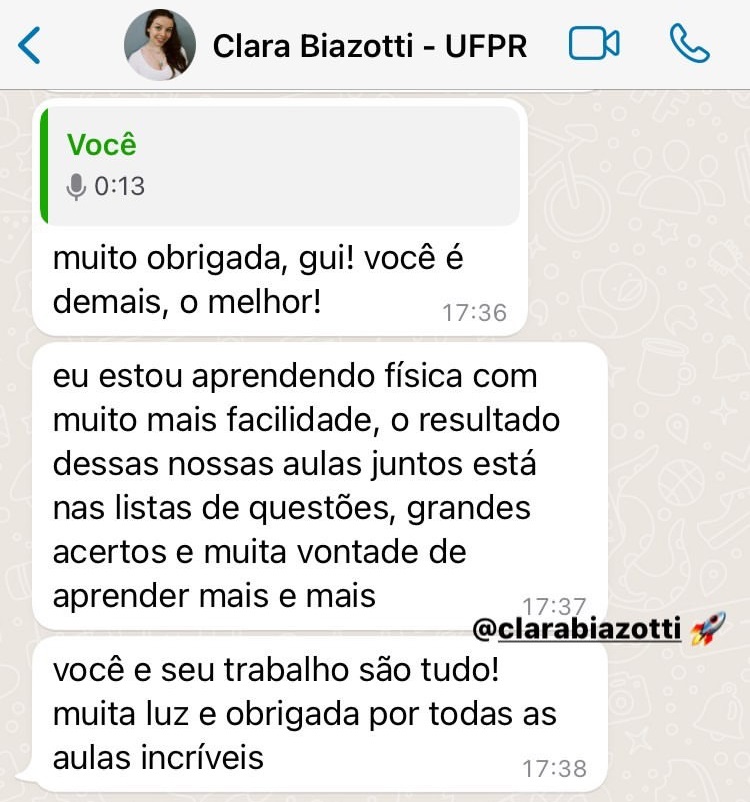 Clara Biazotti - UFPR
Você
0:13
muito obrigada, gui! você é
demais, o melhor!
17:36
eu estou aprendendo física com
muito mais facilidade, o resultado
dessas nossas aulas juntos está
nas listas de questões, grandes
acertos e muita vontade de
aprender mais e mais
17:37
@clarabiazotti 🚀
você e seu trabalho são tudo!
muita luz e obrigada por todas as
aulas incríveis
17:38